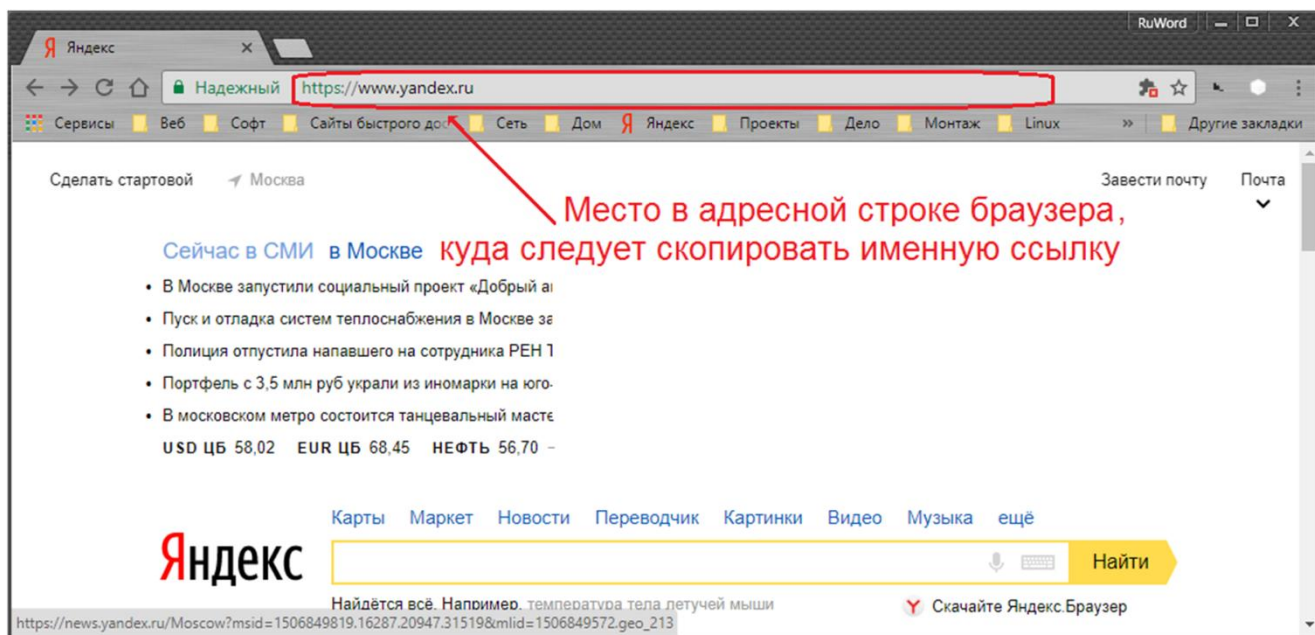 RuWord
Яндекс
Надежный https://www.yandex.ru
Сервисы Веб Софт Сайты быстрого дос Сеть Дом Яндекс Проекты Дело Монтаж Linux » Другие закладки
Сделать стартовой Москва Завести почту Почта
Место в адресной строке браузера,
куда следует скопировать именную ссылку
Сейчас в СМИ в Москве
• В Москве запустили социальный проект «Добрый
• Пуск и отладка систем теплоснабжения в Москве за
• Полиция отпустила напавшего на сотрудника РЕН
• Портфель с 3,5 млн руб украли из иномарки на юго-
• В московском метро состоится танцевальный масте
USD ЦБ 58,02 EUR ЦБ 68,45 НЕФТЬ 56,70 –
Карты Маркет Новости Переводчик Картинки Видео Музыка ещё
Яндекс Найти
Найдётся всё. Например, температура тела летучей мыши Скачайте Яндекс.Браузер
https://news.yandex.ru/Moscow?msid=1506849819.16287.20947.31519&mlid=1506849572.geo_213